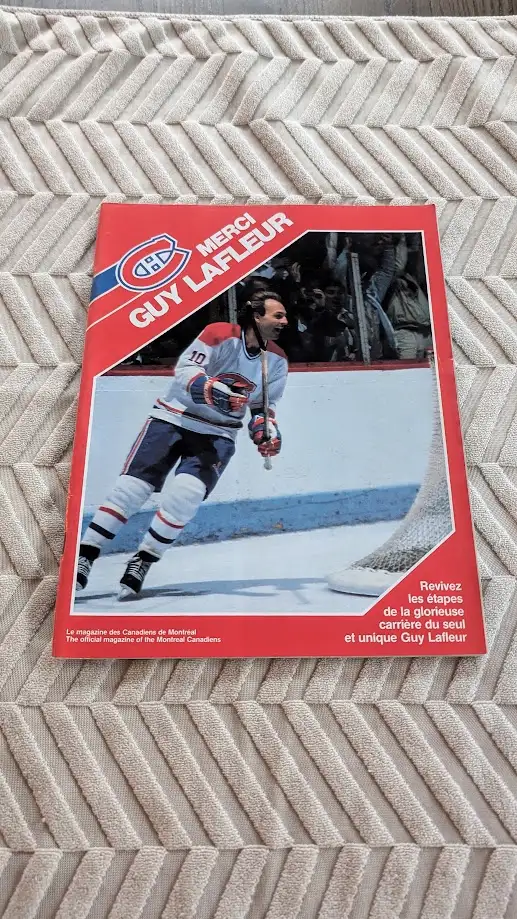 MERCI
GUY LAFLEUR
10
Revivez
les étapes
de la glorieuse
carrière du seul
et unique Guy Lafleur
Le magazine des Canadiens de Montréal
The official magazine of the Montreal Canadiens